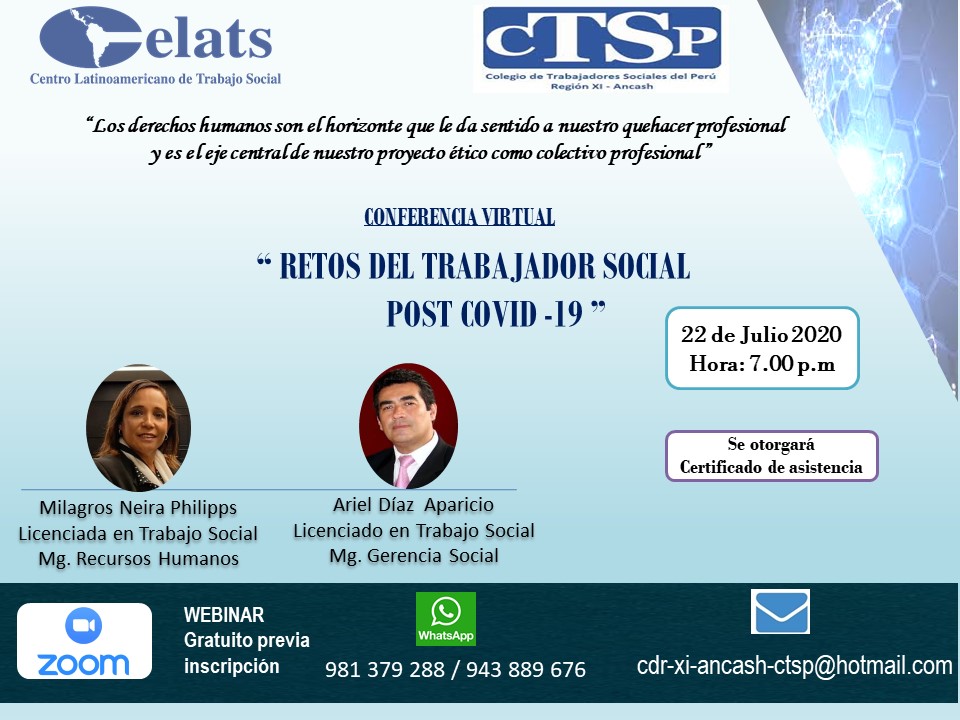 Celats
Centro Latinoamericano de Trabajo Social
CTSP
Colegio de Trabajadores Sociales del Perú
Región XI - Ancash
“Los derechos humanos son el horizonte que le da sentido a nuestro quehacer profesional
y es el eje central de nuestro proyecto ético como colectivo profesional”
CONFERENCIA VIRTUAL
“ RETOS DEL TRABAJADOR SOCIAL
POST COVID -19 ”
22 de Julio 2020
Hora: 7.00 p.m
Se otorgará
Certificado de asistencia
Milagros Neira Philipps
Licenciada en Trabajo Social
Mg. Recursos Humanos
Ariel Díaz Aparicio
Licenciado en Trabajo Social
Mg. Gerencia Social
zoom
WEBINAR
Gratuito previa
inscripción
WhatsApp
981 379 288 / 943 889 676
cdr-xi-ancash-ctsp@hotmail.com